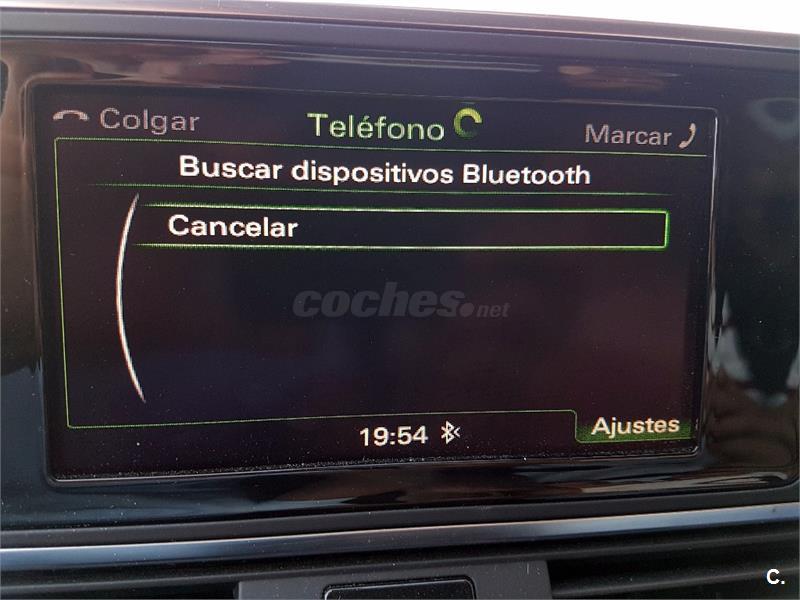 Colgar Teléfono Marcar
Buscar dispositivos Bluetooth
Cancelar
coches.net
19:54 Ajustes
C.